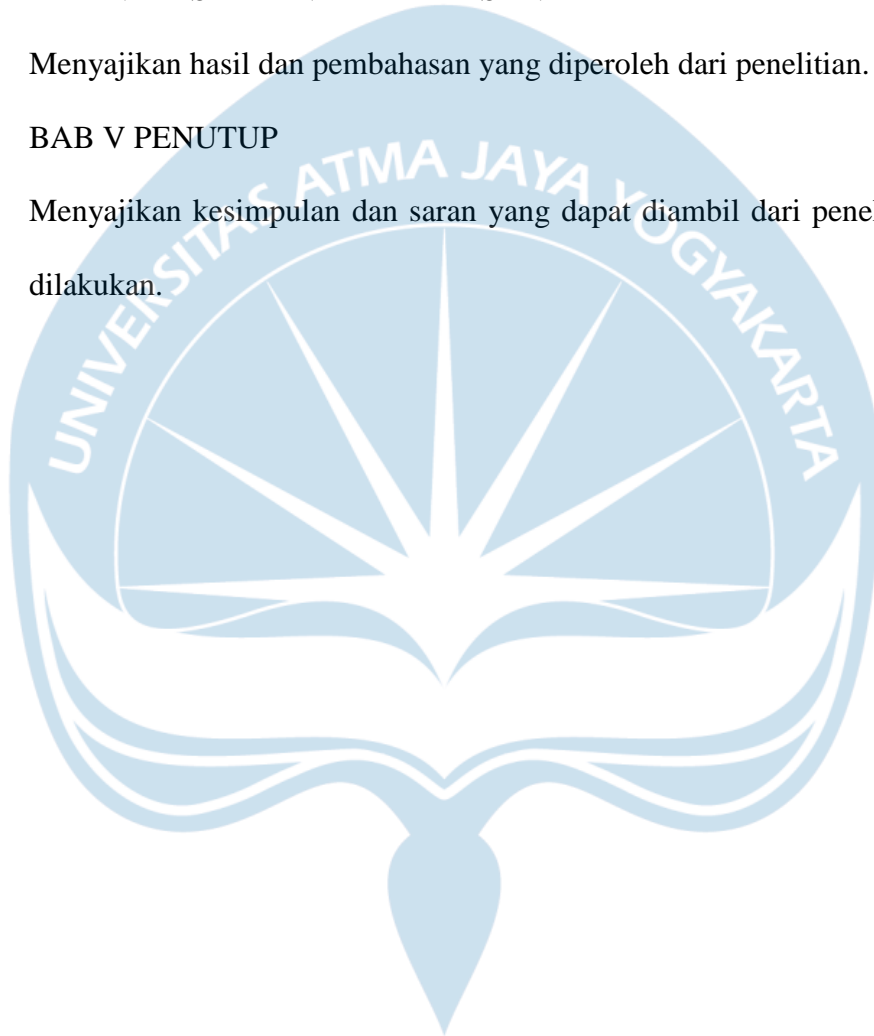 Menyajikan hasil dan pembahasan yang diperoleh dari penelitian.
BAB V PENUTUP
UNIVERSITAS ATMA JAYA YOGYAKARTA
Menyajikan kesimpulan dan saran yang dapat diambil dari
dilakukan.